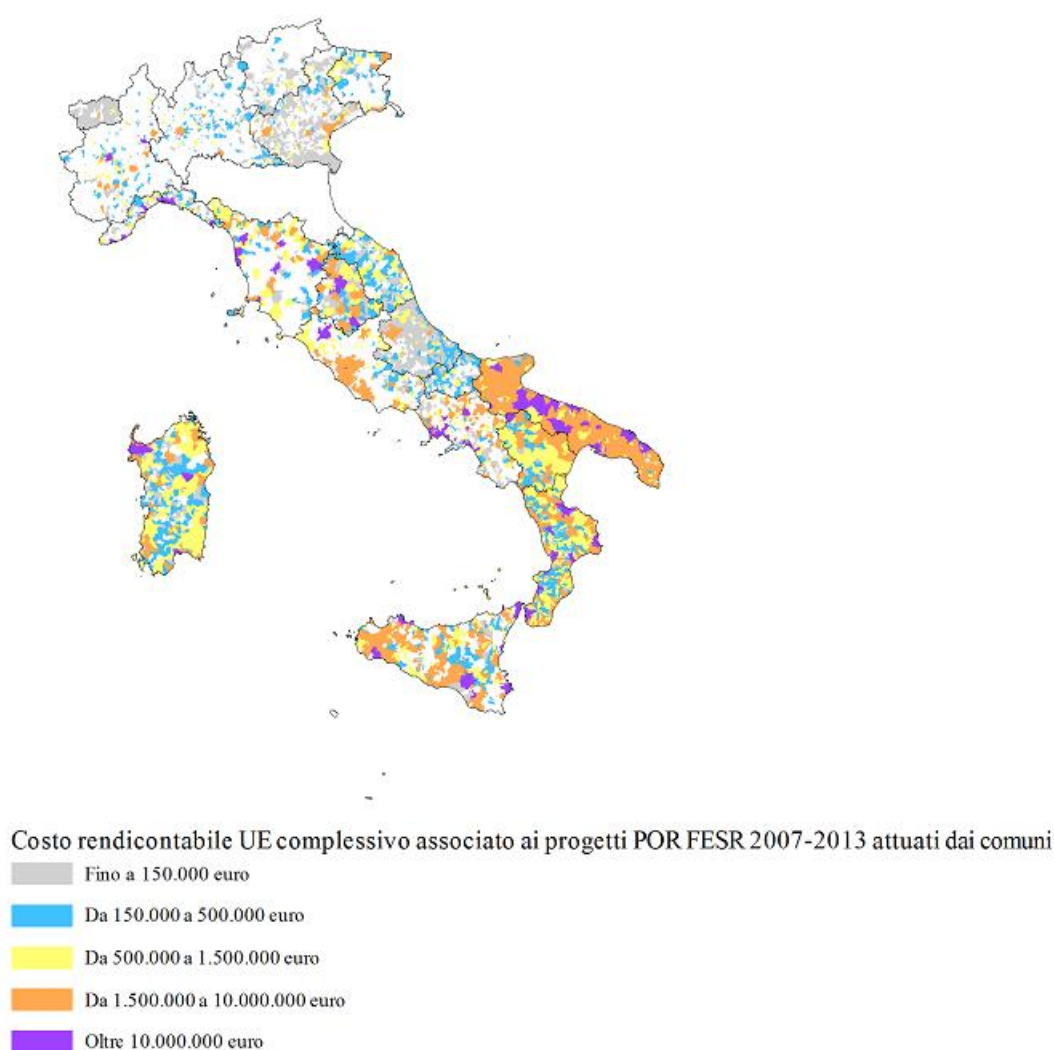 Costo rendicontabile UE complessivo associato ai progetti POR FESR 2007-2013 attuati dai comuni
Fino a 150.000 euro
Da 150.000 a 500.000 euro
Da 500.000 a 1.500.000 euro
Da 1.500.000 a 10.000.000 euro
Oltre 10.000.000 euro